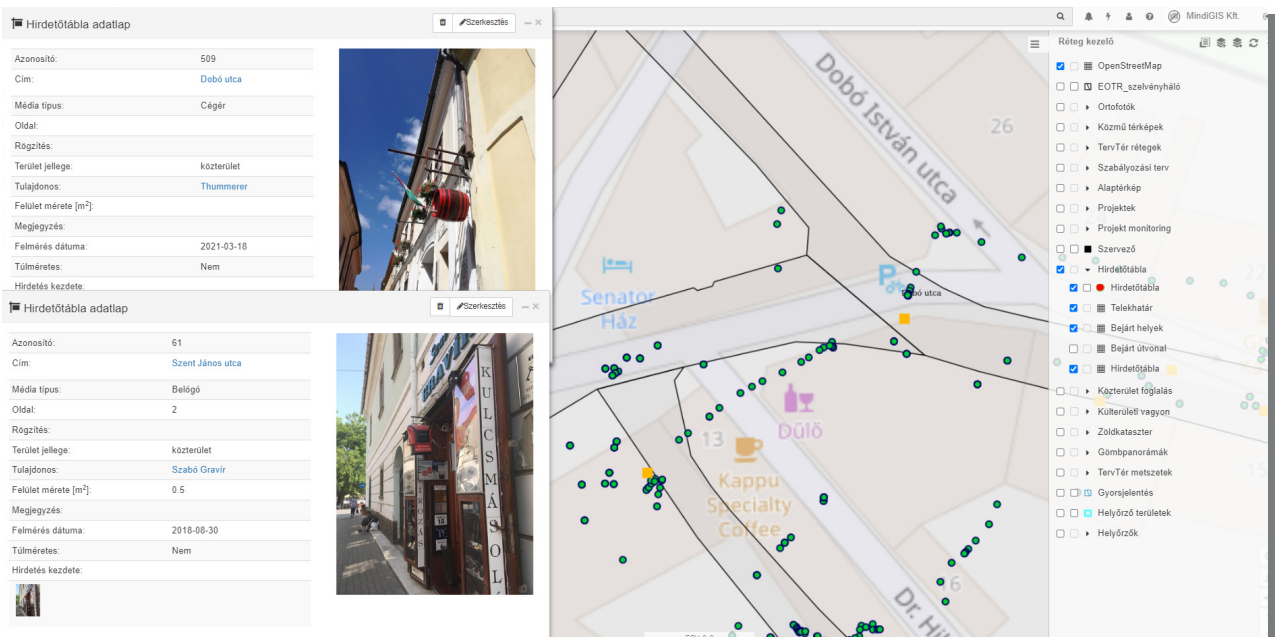 Hirdetőtábla adatlap
Szerkesztés
Azonosító: 509
Cím: Dobó utca
Média típus: Cégér
Oldal:
Rögzítés:
Terület jellege: közterület
Tulajdonos: Thummerer
Felület mérete [m²]:
Megjegyzés:
Felmérés dátuma: 2021-03-18
Túlméretes: Nem
Hirdetés kezdete:
Hirdetőtábla adatlap
Szerkesztés
Azonosító: 61
Cím: Szent János utca
Média típus: Belógó
Oldal: 2
Rögzítés:
Terület jellege: közterület
Tulajdonos: Szabó Gravír
Felület mérete [m²]: 0.5
Megjegyzés:
Felmérés dátuma: 2018-08-30
Túlméretes: Nem
Hirdetés kezdete:
KULCSMÁSOL
Dobó István utca
26
Senator
Ház
P
Dobó utca
Dűlő
13
Kappu
Specialty
Coffee
16
Dr. Hi
MindiGIS Kft.
Réteg kezelő
OpenStreetMap
EOTR_szelvényháló
Ortofotók
Közmű térképek
TervTér rétegek
Szabályozási terv
Alaptérkép
Projektek
Projekt monitoring
Szervező
Hirdetőtábla
Hirdetőtábla
Telekhatár
Bejárt helyek
Bejárt útvonal
Hirdetőtábla
Közterület foglalás
Külterületi vagyon
Zöldkataszter
Gömbpanorámák
TervTér metszetek
Gyorsjelentés
Helyőrző területek
Helyőrzők